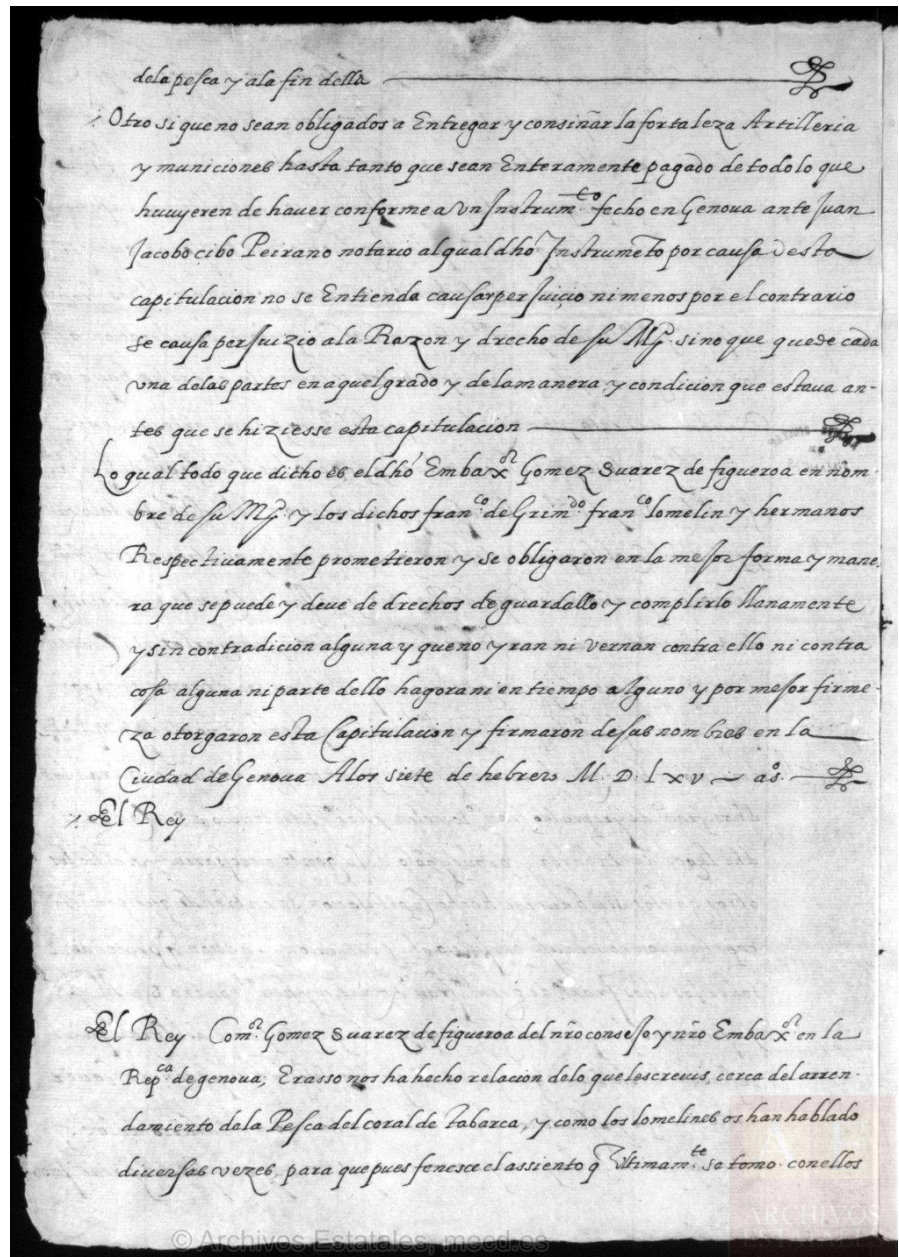 dela pesca y ala fin della
Otro si que no sean obligados a Entregar y consiñar la fortaleza Artilleria
y municiones hasta tanto que sean Enteramente pagado de todo lo que
huuyeren de hauer conforme a vn Instrum.to fecho en Genoua ante Juan
Jacobo cibo Peirano notario al qual dho Instrumeto por causa desta
capitulacion no se Entienda causar perjuiçio ni menos por el contrario
se causa perjuizio ala Razon y drecho de su Mg. sino que quede cada
vna delas partes en aquel grado y dela manera y condicion que estaua an-
tes que se hiziesse esta capitulacion
Lo qual todo que dicho es el dho Embax.or Gomez Suarez de figueroa en nom-
bre de su Mg. y los dichos fran.co de Grim.do fran.co lomelin y hermanos
Respectiuamente prometieron y se obligaron en la mejor forma y mane-
ra que se puede y deue de drechos de guardallo y complirlo llanamente
y sin contradicion alguna y que no yran ni vernan contra ello ni contra
cosa alguna ni parte dello hagora ni en tiempo alguno y por mejor firme-
za otorgaron esta Capitulacion y firmaron de sus nombres en la
Ciudad de Genoua Alos siete de hebrero M. D. l x v as.
El Rey
El Rey. Com.or Gomez Suarez de figueroa del nro consejo y nro Embax.or en la
Rep.ca de genoua; Erasso nos ha hecho relacion delo que lescreuis, cerca del arren-
damiento dela Pesca del coral de Tabarca, y como los lomelines os han hablado
diuersas vezes, para que pues fenesce el assiento q Vltimam.te se tomo con ellos
© Archivos Estatales, mecd.es
ARCHIVOS
ESTATALES